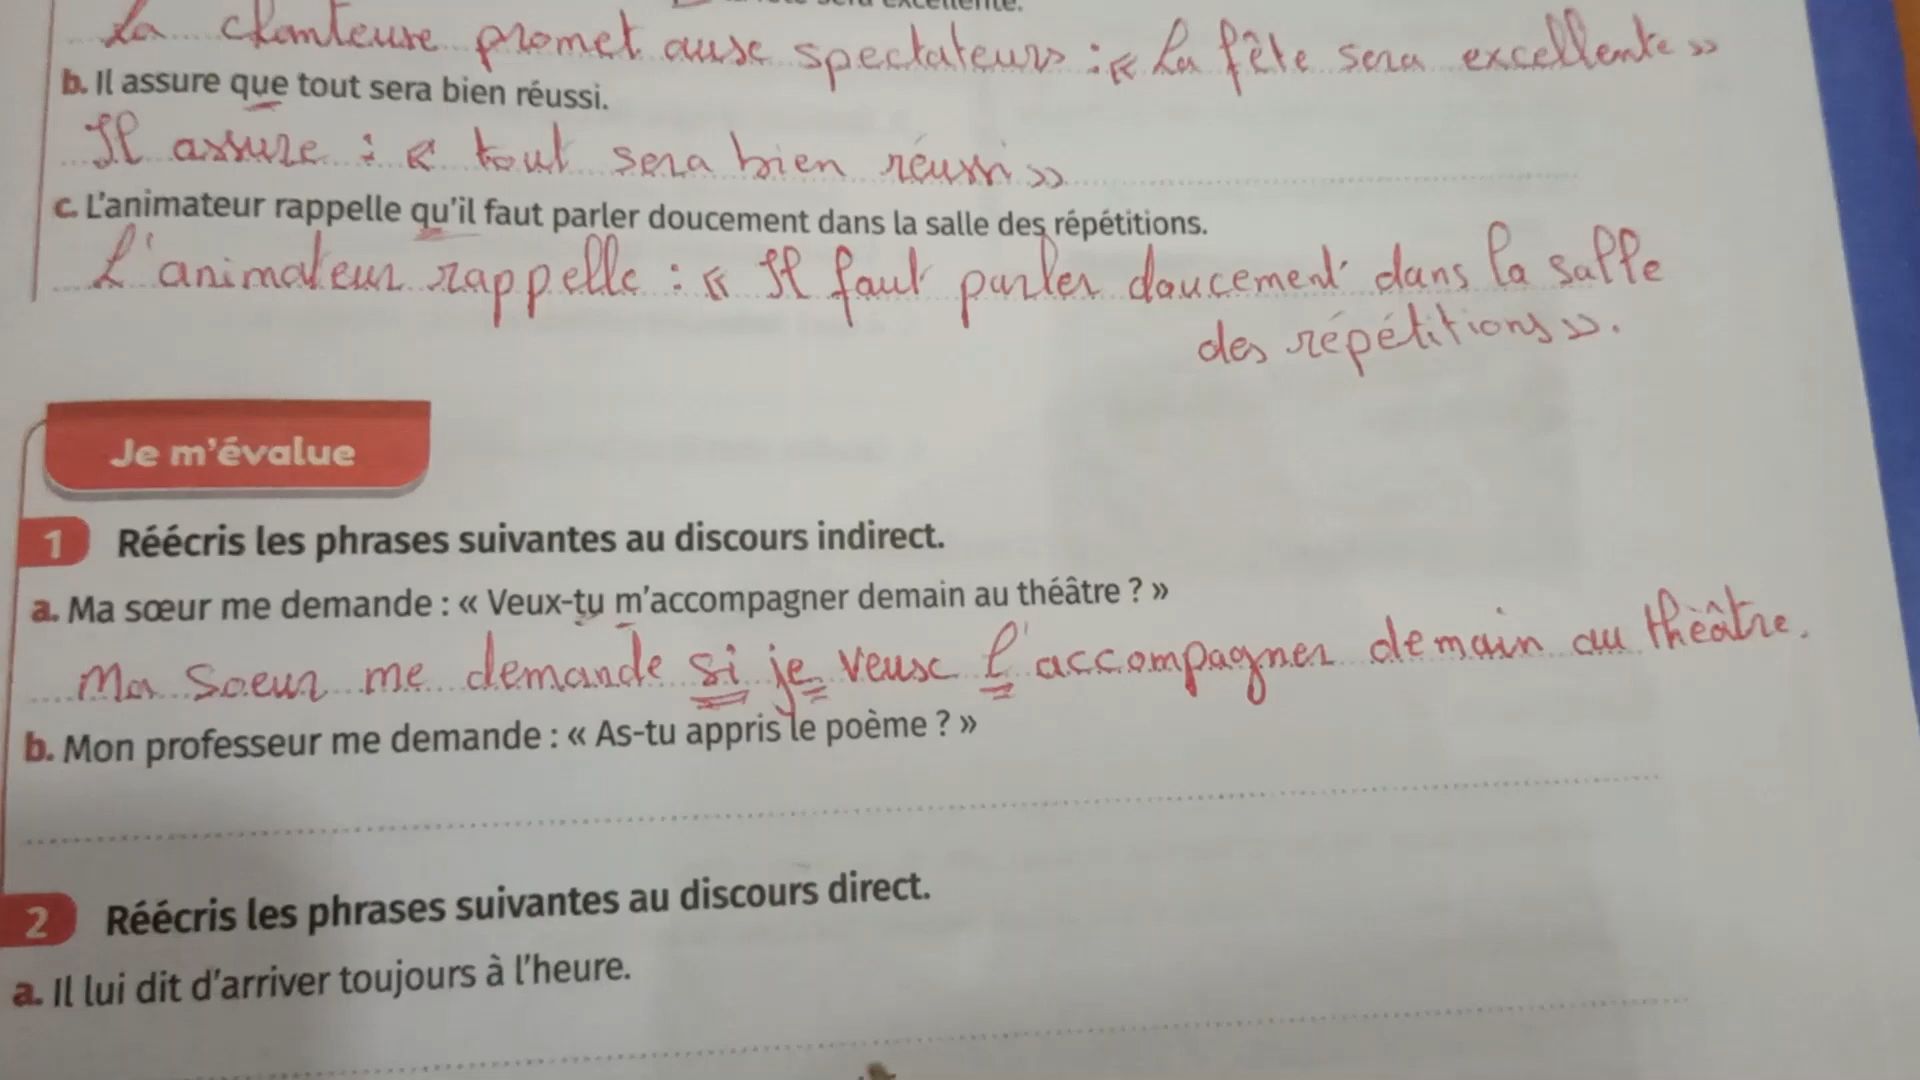 La chanteuse promet aux spectateurs : « La fête sera excellente »
b. Il assure que tout sera bien réussi.
Il assure : « tout sera bien réussi »
c. L'animateur rappelle qu'il faut parler doucement dans la salle des répétitions.
L'animateur rappelle : « Il faut parler doucement dans la salle
des répétitions ».
Je m'évalue
1 Réécris les phrases suivantes au discours indirect.
a. Ma sœur me demande : « Veux-tu m'accompagner demain au théâtre ? »
Ma soeur me demande si je veux l'accompagner demain au théâtre.
b. Mon professeur me demande : « As-tu appris le poème ? »
2 Réécris les phrases suivantes au discours direct.
a. Il lui dit d'arriver toujours à l'heure.